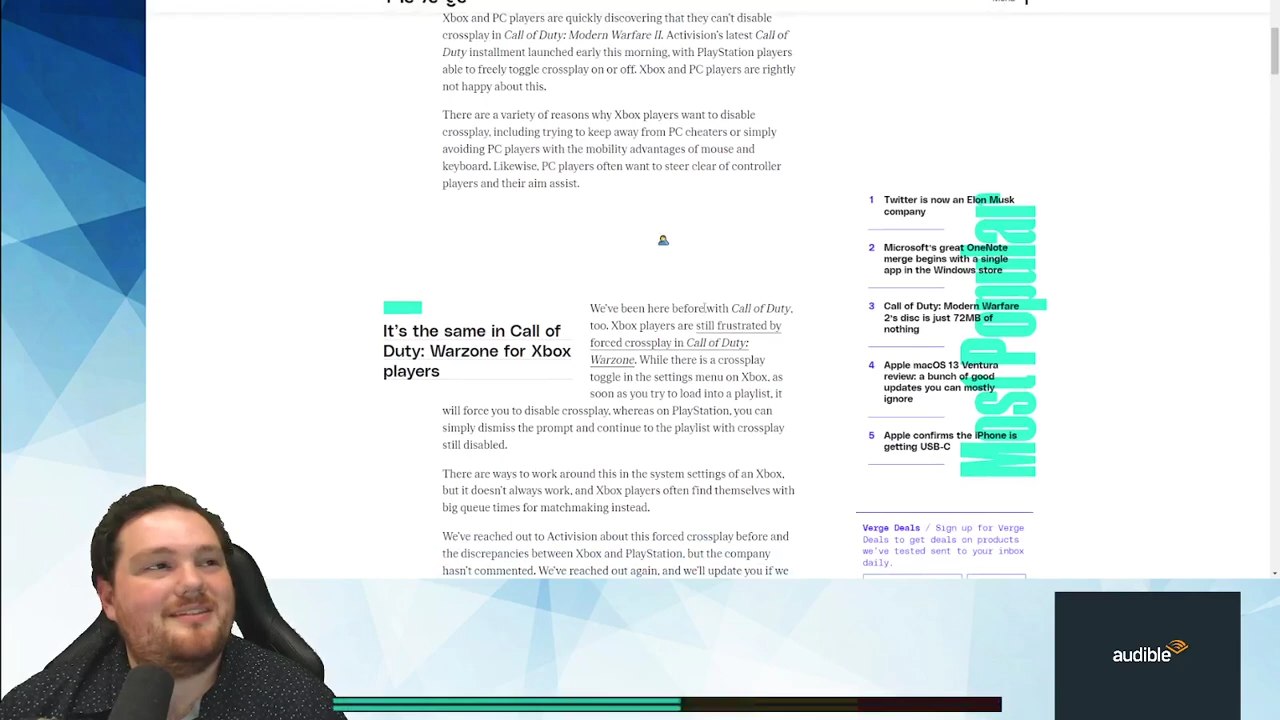 Xbox and PC players are quickly discovering that they can't disable
crossplay in Call of Duty: Modern Warfare II. Activision's latest Call of
Duty installment launched early this morning, with PlayStation players
able to freely toggle crossplay on or off. Xbox and PC players are rightly
not happy about this.
There are a variety of reasons why Xbox players want to disable
crossplay, including trying to keep away from PC cheaters or simply
avoiding PC players with the mobility advantages of mouse and
keyboard. Likewise, PC players often want to steer clear of controller
players and their aim assist.
It's the same in Call of
Duty: Warzone for Xbox
players
We've been here before with Call of Duty,
too. Xbox players are still frustrated by
forced crossplay in Call of Duty:
Warzone. While there is a crossplay
toggle in the settings menu on Xbox, as
soon as you try to load into a playlist, it
will force you to disable crossplay, whereas on PlayStation, you can
simply dismiss the prompt and continue to the playlist with crossplay
still disabled.
There are ways to work around this in the system settings of an Xbox,
but it doesn't always work, and Xbox players often find themselves with
big queue times for matchmaking instead.
We've reached out to Activision about this forced crossplay before and
the discrepancies between Xbox and PlayStation, but the company
hasn't commented. We've reached out again, and we'll update you if we
Most Popular
1 Twitter is now an Elon Musk
company
2 Microsoft's great OneNote
merge begins with a single
app in the Windows store
3 Call of Duty: Modern Warfare
2's disc is just 72MB of
nothing
4 Apple macOS 13 Ventura
review: a bunch of good
updates you can mostly
ignore
5 Apple confirms the iPhone is
getting USB-C
Verge Deals / Sign up for Verge
Deals to get deals on products
we've tested sent to your inbox
daily.
audible